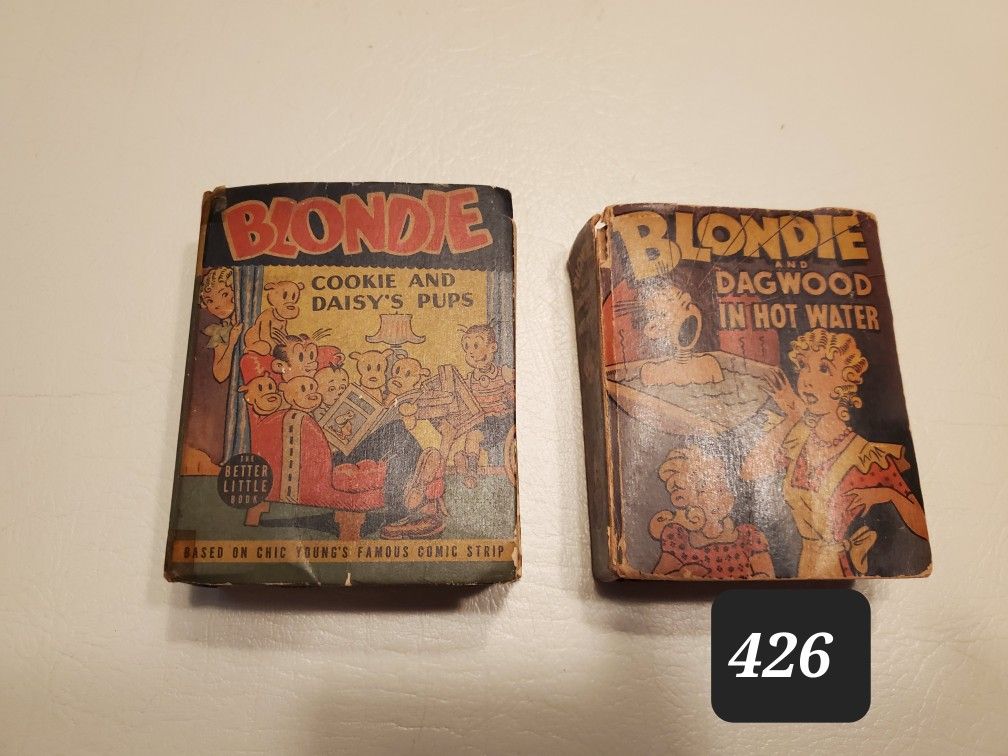 BLONDIE
COOKIE AND
DAISY'S PUPS
THE
BETTER
LITTLE
BOOK
BASED ON CHIC YOUNG'S FAMOUS COMIC STRIP
BLONDIE
AND
DAGWOOD
IN HOT WATER
426